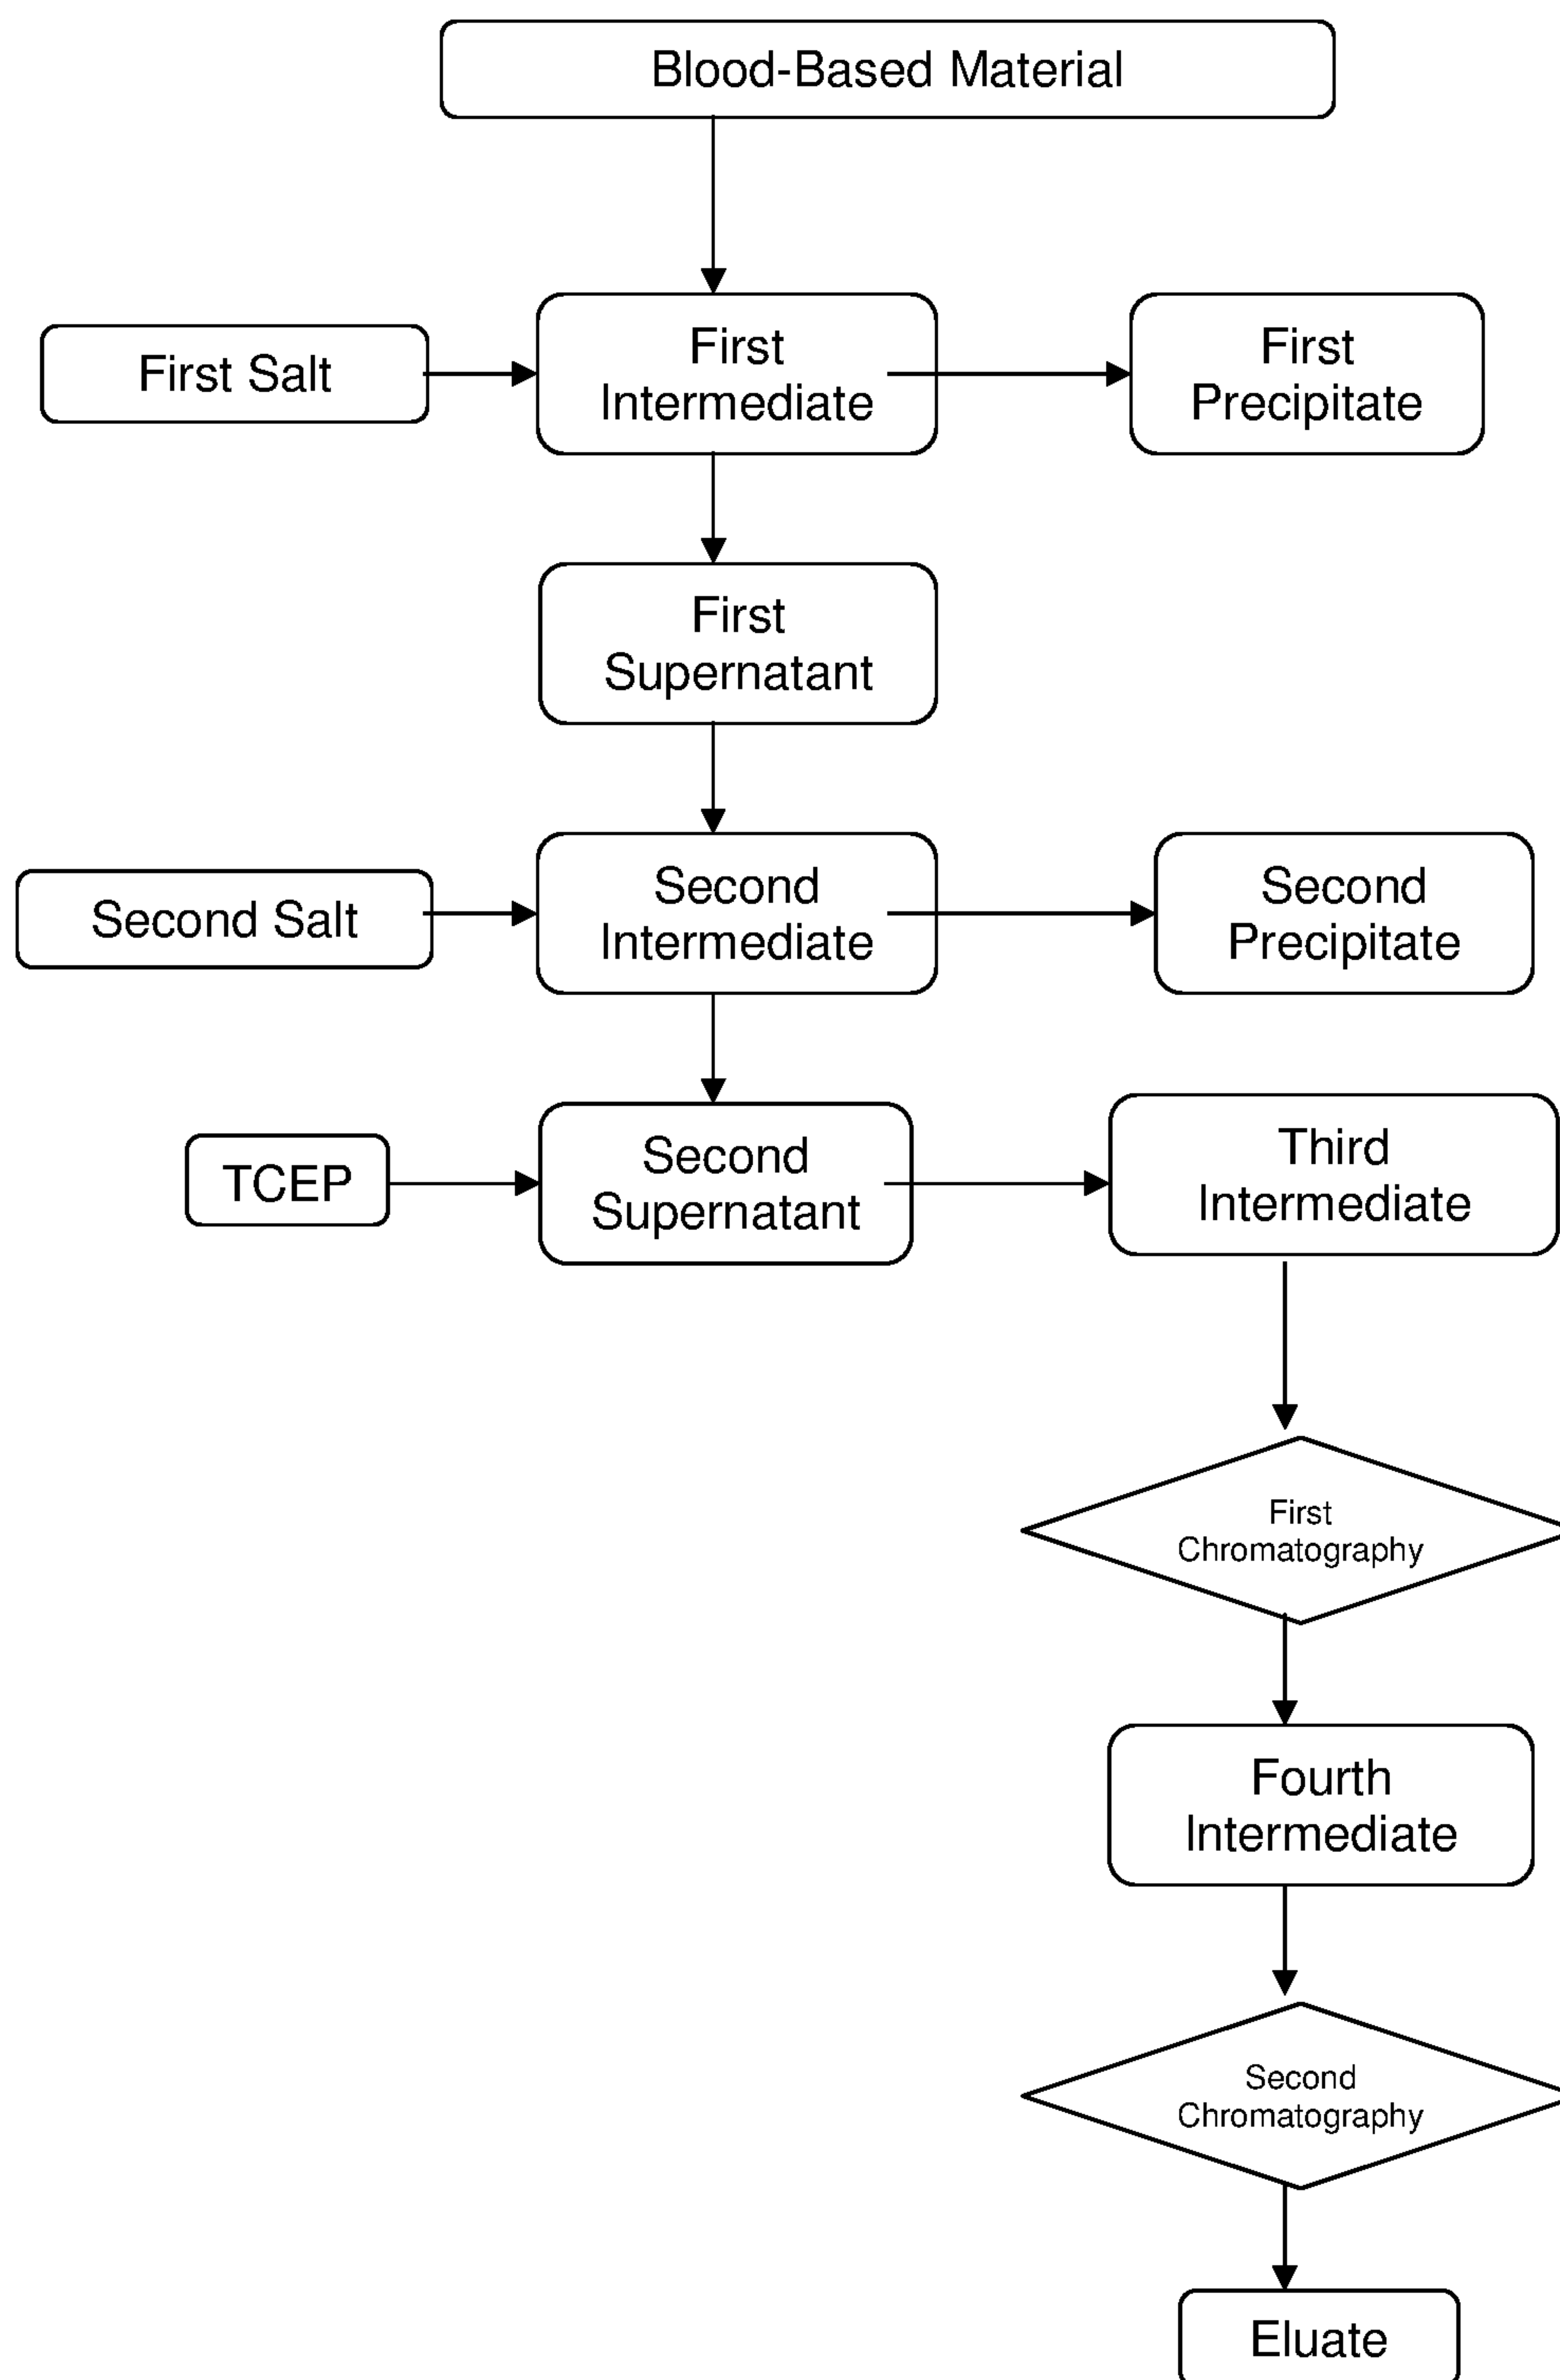 Blood-Based Material
First Salt
First
Intermediate
First
Precipitate
First
Supernatant
Second Salt
Second
Intermediate
Second
Precipitate
TCEP
Second
Supernatant
Third
Intermediate
First
Chromatography
Fourth
Intermediate
Second
Chromatography
Eluate